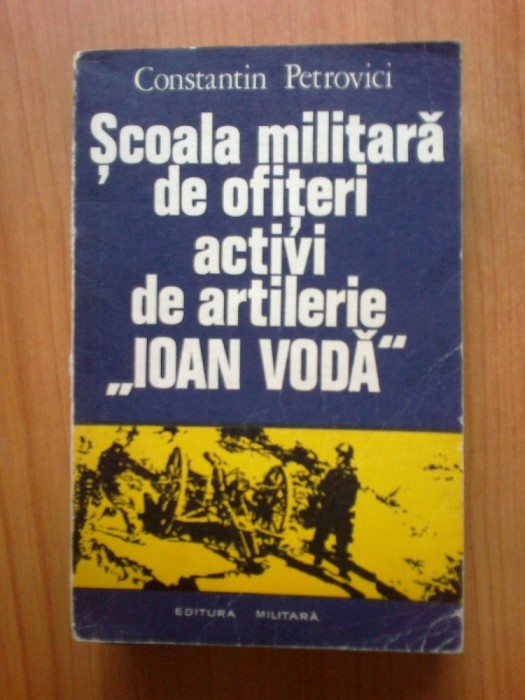 Constantin Petrovici
Școala militară
de ofițeri
activi
de artilerie
„IOAN VODĂ”
EDITURA MILITARĂ